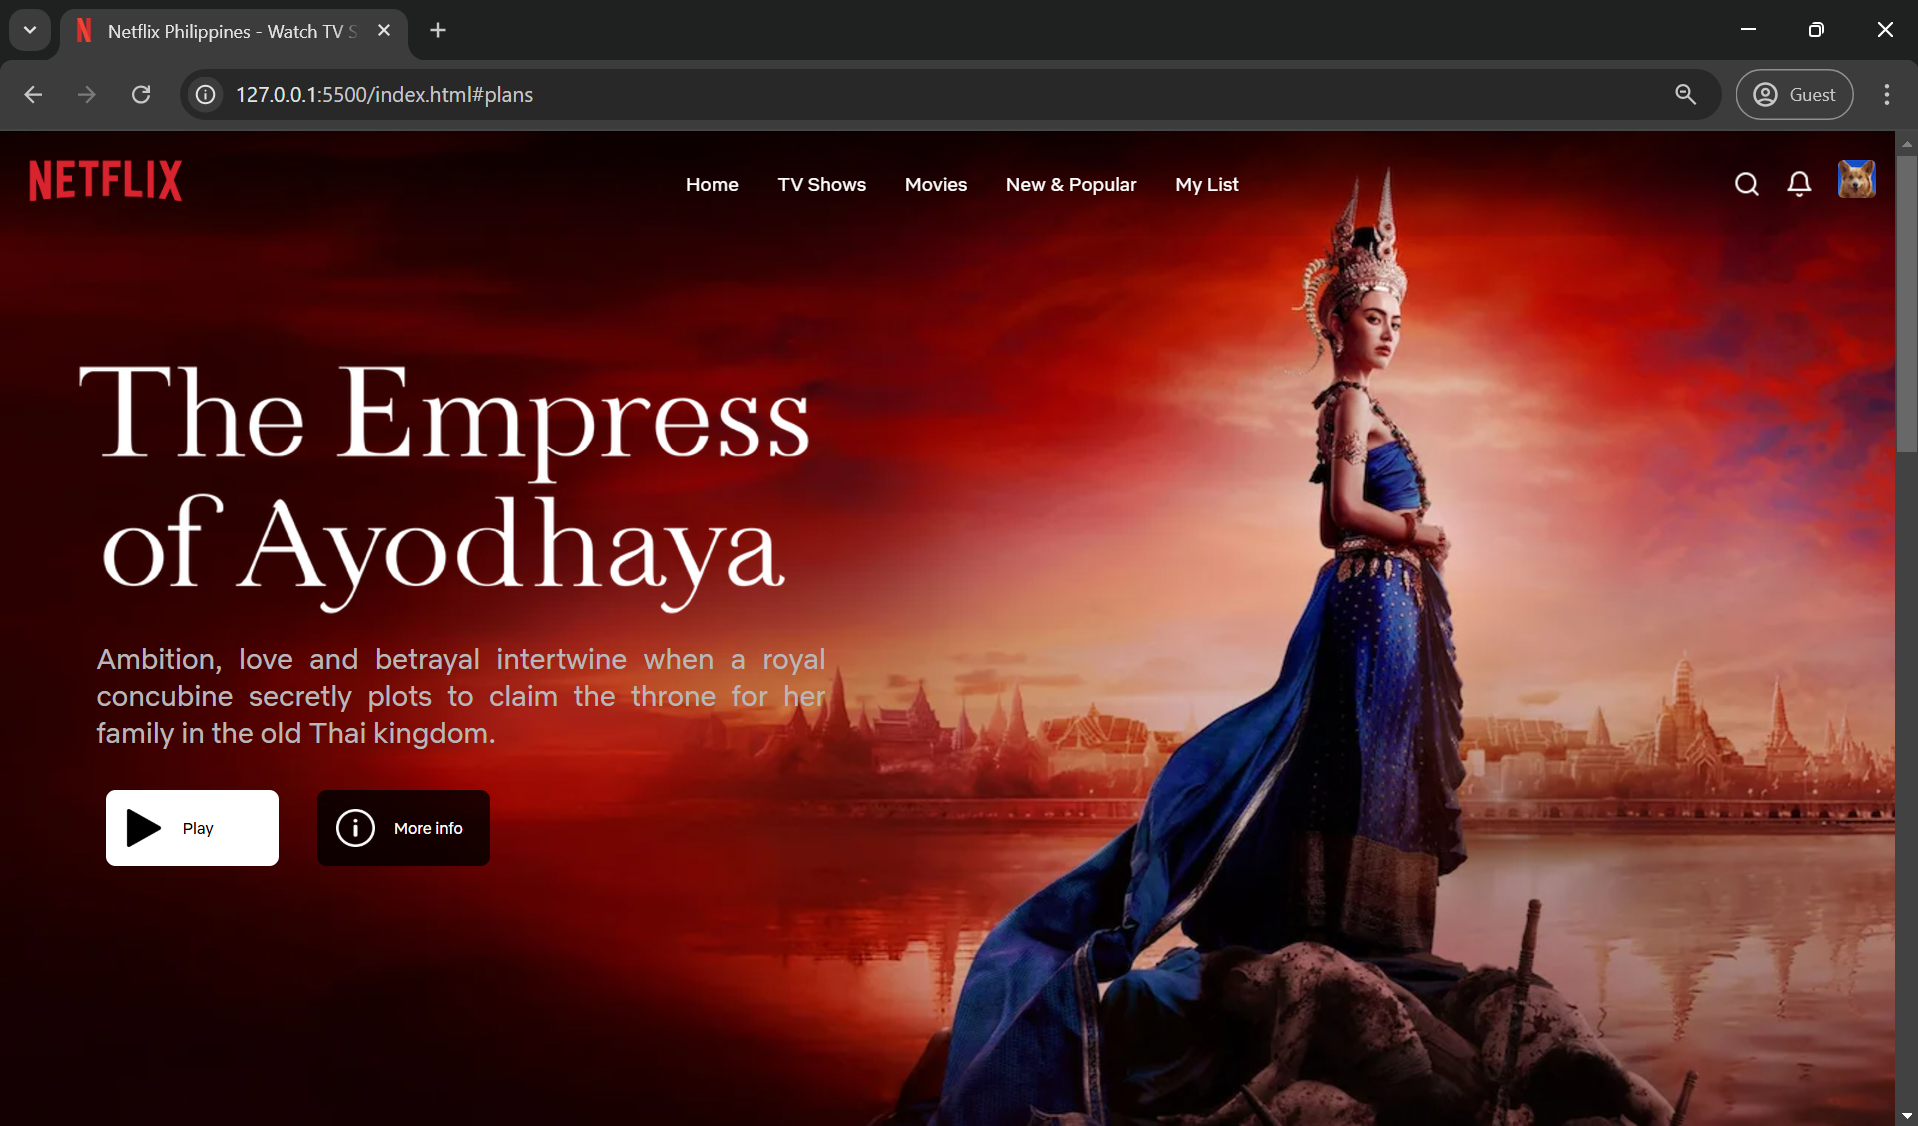 Netflix Philippines - Watch TV S
127.0.0.1:5500/index.html#plans
Guest
NETFLIX
Home TV Shows Movies New & Popular My List
The Empress
of Ayodhaya
Ambition, love and betrayal intertwine when a royal
concubine secretly plots to claim the throne for her
family in the old Thai kingdom.
Play
More info